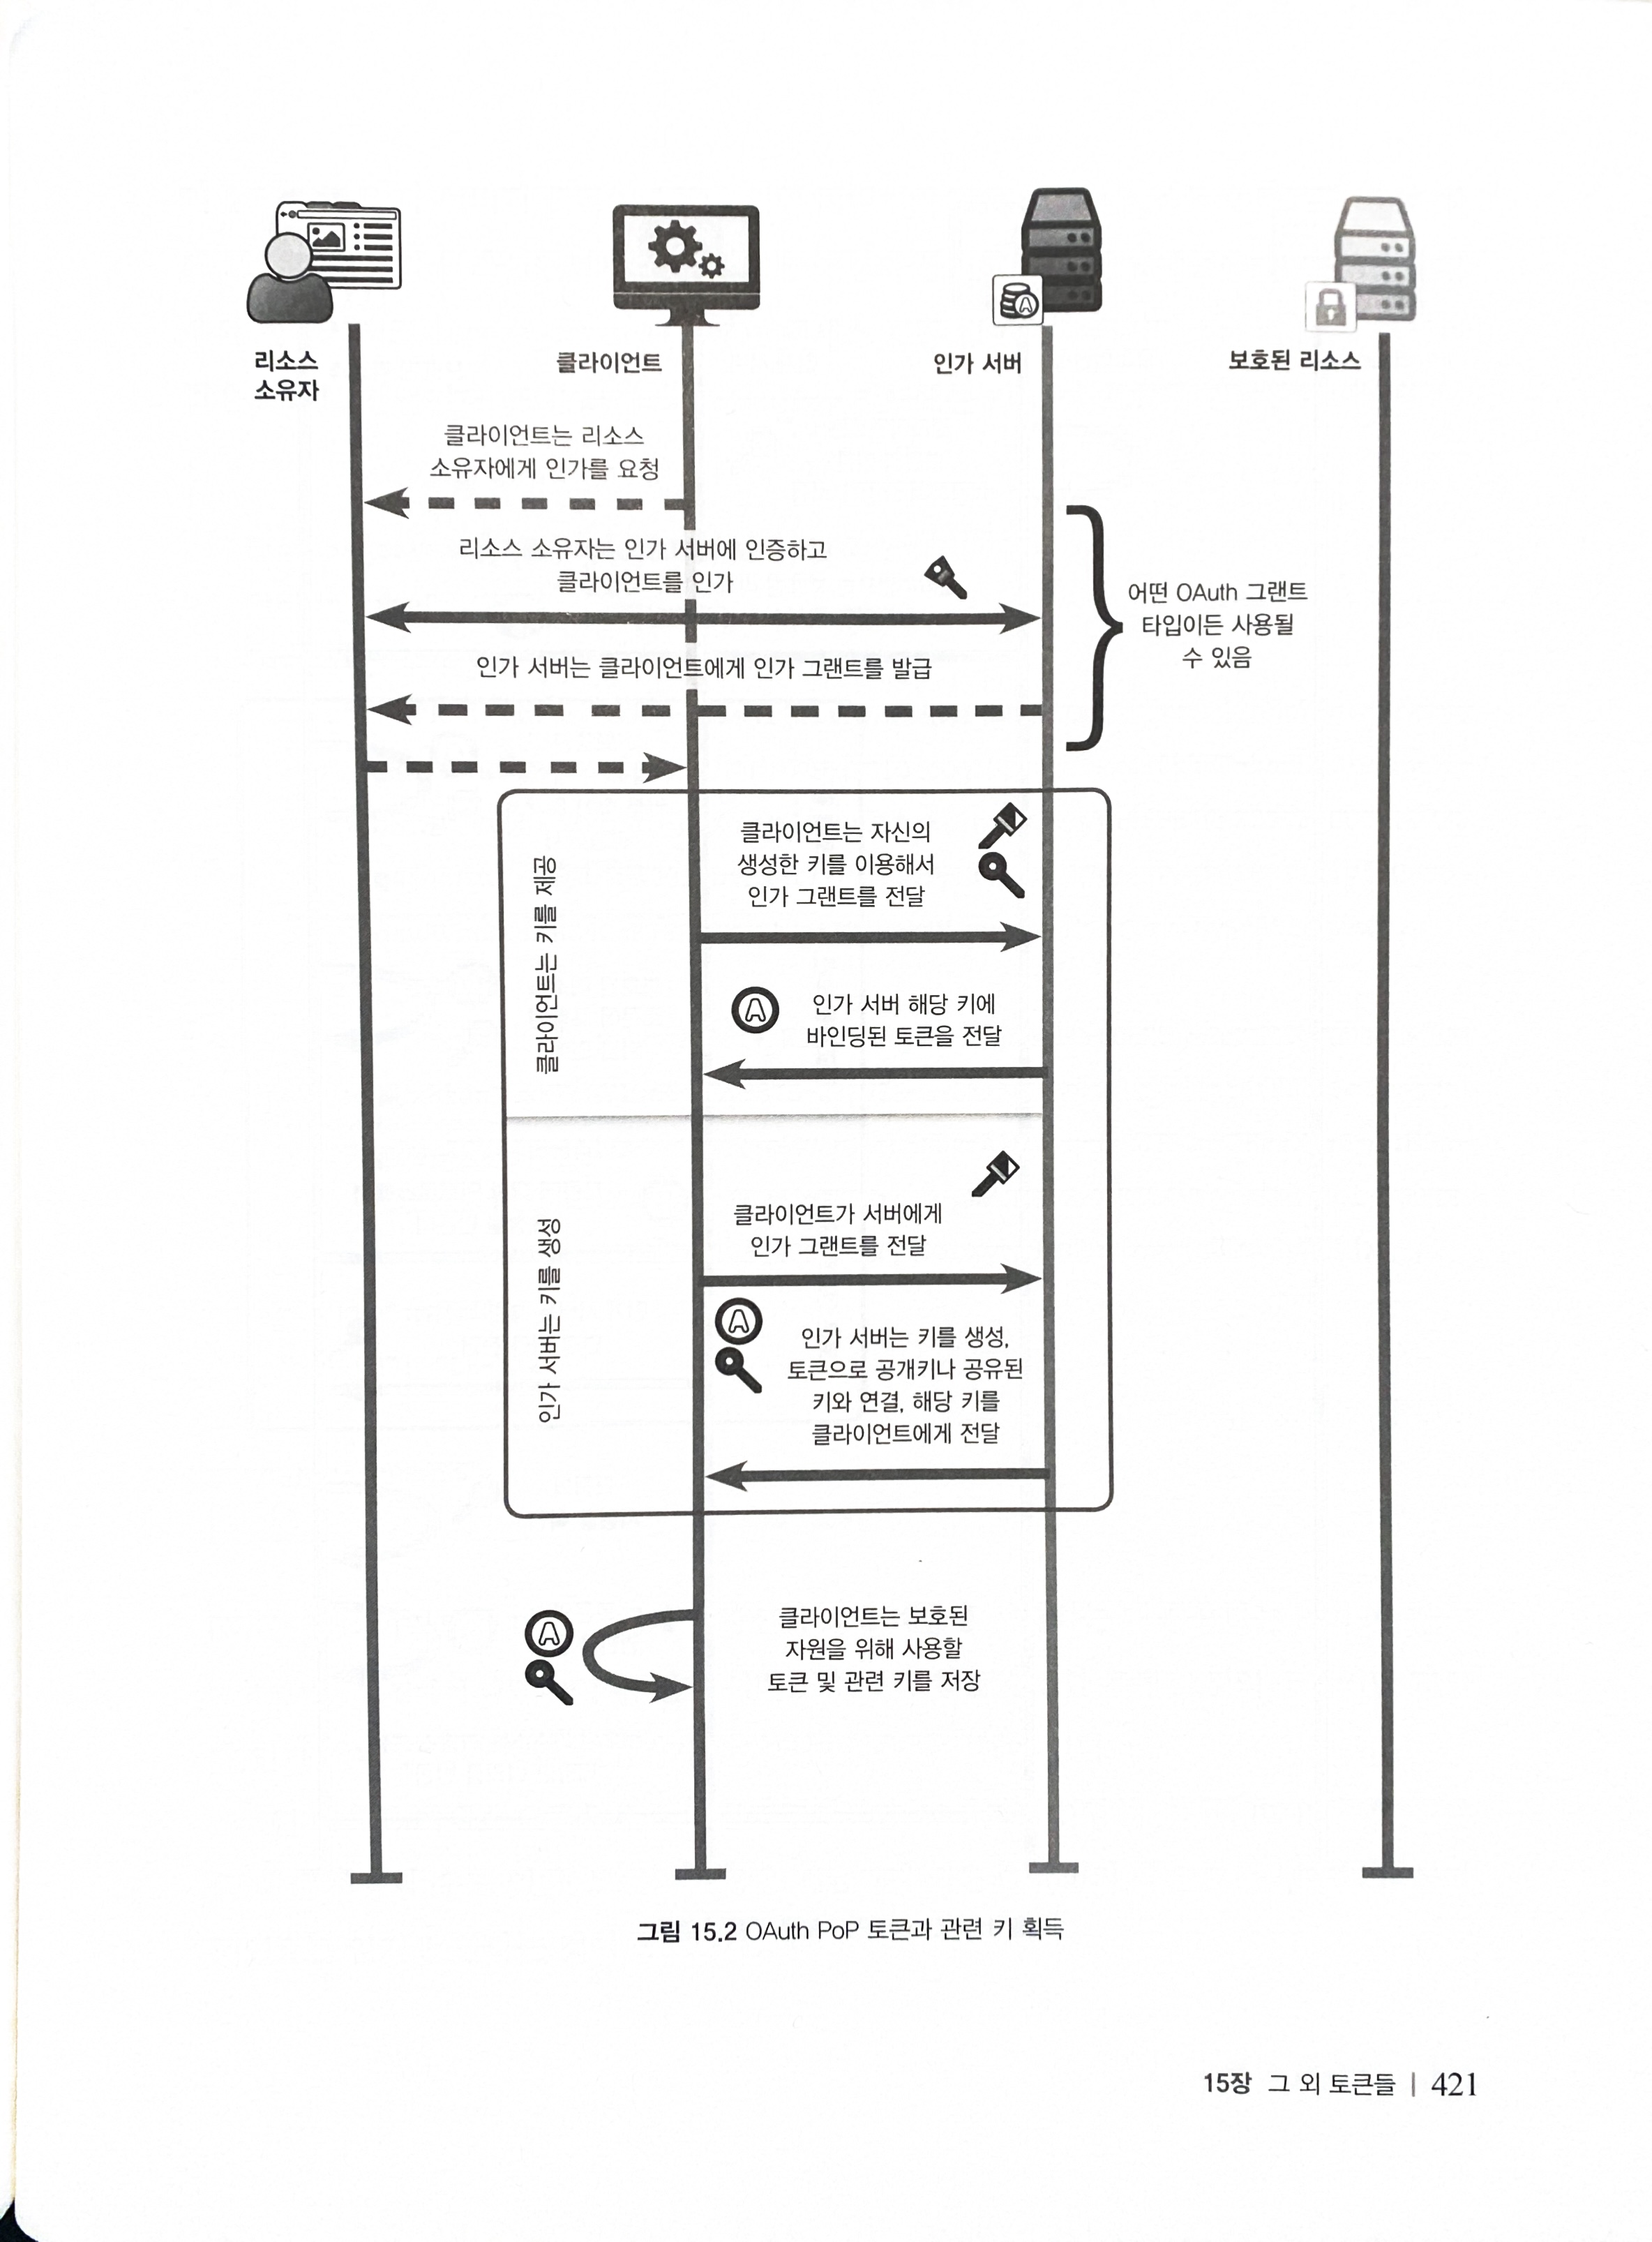 리소스
소유자
클라이언트
인가 서버
보호된 리소스
클라이언트는 리소스
소유자에게 인가를 요청
리소스 소유자는 인가 서버에 인증하고
클라이언트를 인가
어떤 OAuth 그랜트
타입이든 사용될
수 있음
인가 서버는 클라이언트에게 인가 그랜트를 발급
클라이언트는 키를 제공
클라이언트는 자신의
생성한 키를 이용해서
인가 그랜트를 전달
A
인가 서버 해당 키에
바인딩된 토큰을 전달
인가 서버는 키를 생성
클라이언트가 서버에게
인가 그랜트를 전달
A
인가 서버는 키를 생성,
토큰으로 공개키나 공유된
키와 연결, 해당 키를
클라이언트에게 전달
A
클라이언트는 보호된
자원을 위해 사용할
토큰 및 관련 키를 저장
그림 15.2 OAuth PoP 토큰과 관련 키 획득
15장 그 외 토큰들 | 421